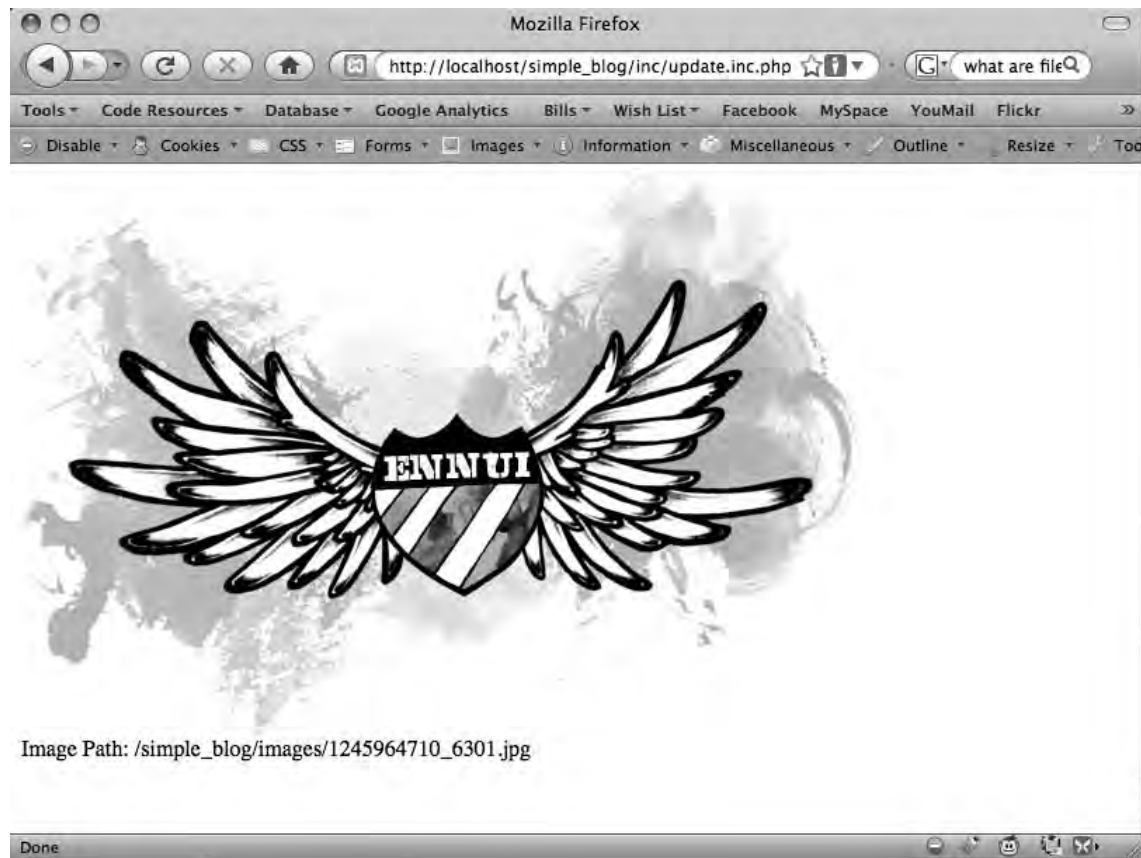 Mozilla Firefox
http://localhost/simple_blog/inc/update.inc.php G what are file
Tools Code Resources Database Google Analytics Bills Wish List Facebook MySpace YouMail Flickr »
Disable Cookies CSS Forms Images Information Miscellaneous Outline Resize Too
ENNUI
Image Path: /simple_blog/images/1245964710_6301.jpg
Done